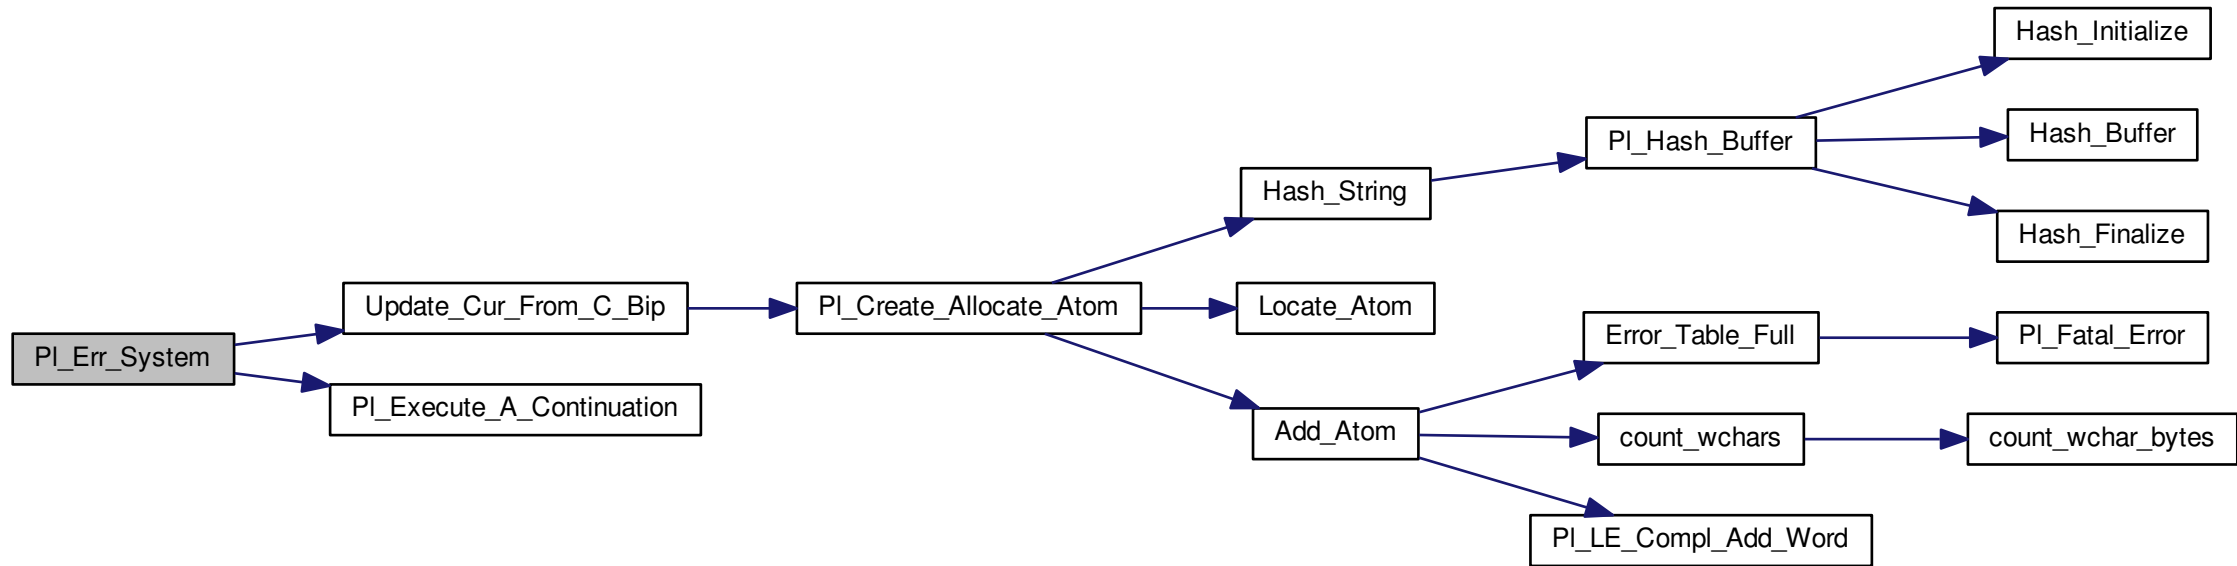 Pl_Err_System
Update_Cur_From_C_Bip
Pl_Execute_A_Continuation
Pl_Create_Allocate_Atom
Hash_String
Locate_Atom
Add_Atom
Pl_Hash_Buffer
Error_Table_Full
count_wchars
Pl_LE_Compl_Add_Word
Hash_Initialize
Hash_Buffer
Hash_Finalize
Pl_Fatal_Error
count_wchar_bytes